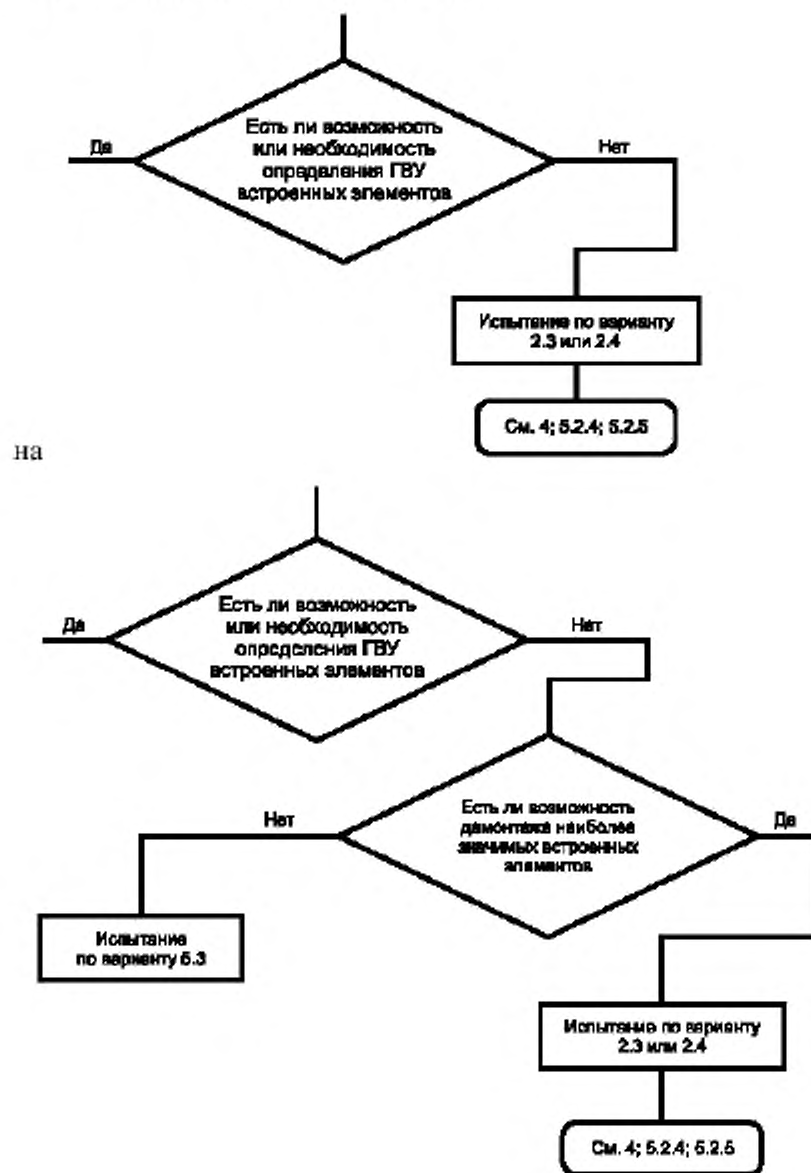 Да
Есть ли возможность
или необходимость
опрадаления ГВУ
встроенных элементов
Нет
Испытание по варианту
2.3 или 2.4
См. 4; 5.2.4; 5.2.5
на
Да
Есть ли возможность
или необходимость
определения ГВУ
встроенных элементов
Нет
Нет
Есть ли возможность
дамонтажа наиболее
значимых встроенных
элементов
Да
Испытание
по варианту 5.3
Испытание по варианту
2.3 или 2.4
См. 4; 5.2.4; 5.2.5